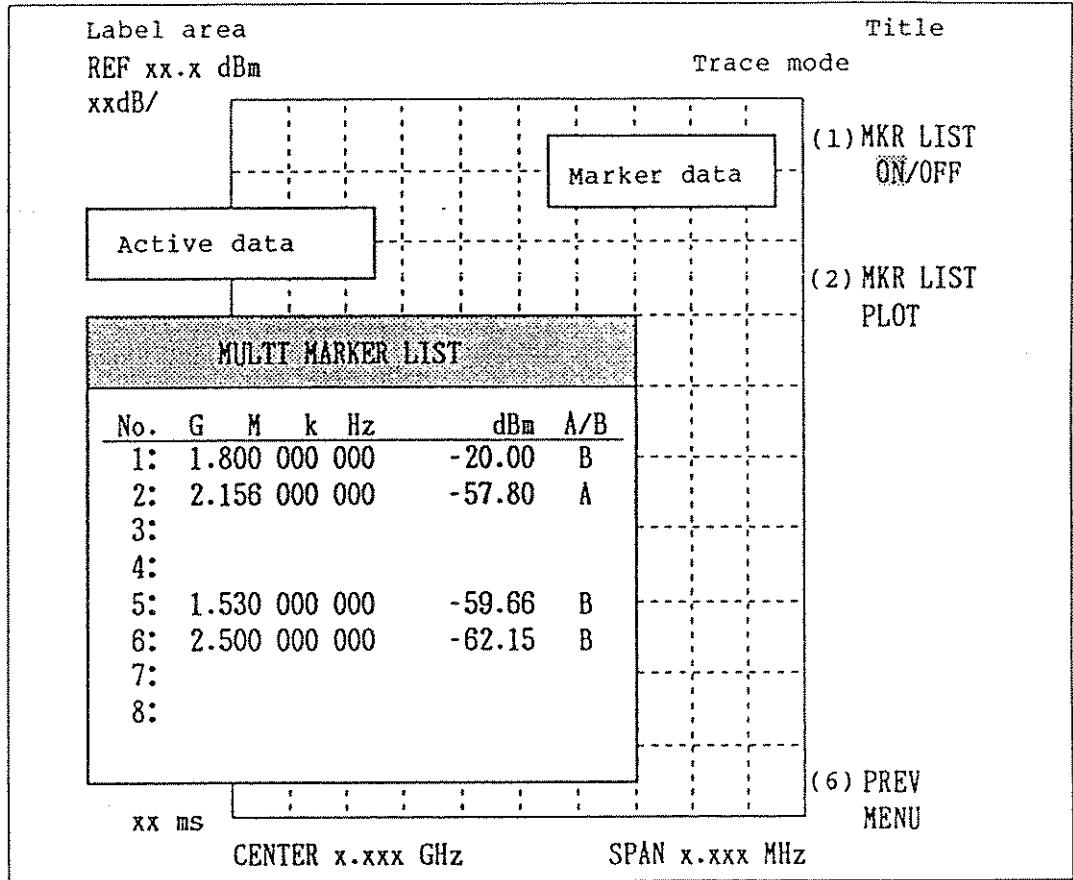 Label area
Title
REF xx.x dBm
Trace mode
xxdB/
(1) MKR LIST
ON/OFF
Marker data
Active data
(2) MKR LIST
PLOT
MULTI MARKER LIST
No. G M k Hz dBm A/B
1: 1.800 000 000 -20.00 B
2: 2.156 000 000 -57.80 A
3:
4:
5: 1.530 000 000 -59.66 B
6: 2.500 000 000 -62.15 B
7:
8:
(6) PREV
MENU
xx ms
CENTER x.xxx GHz SPAN x.xxx MHz